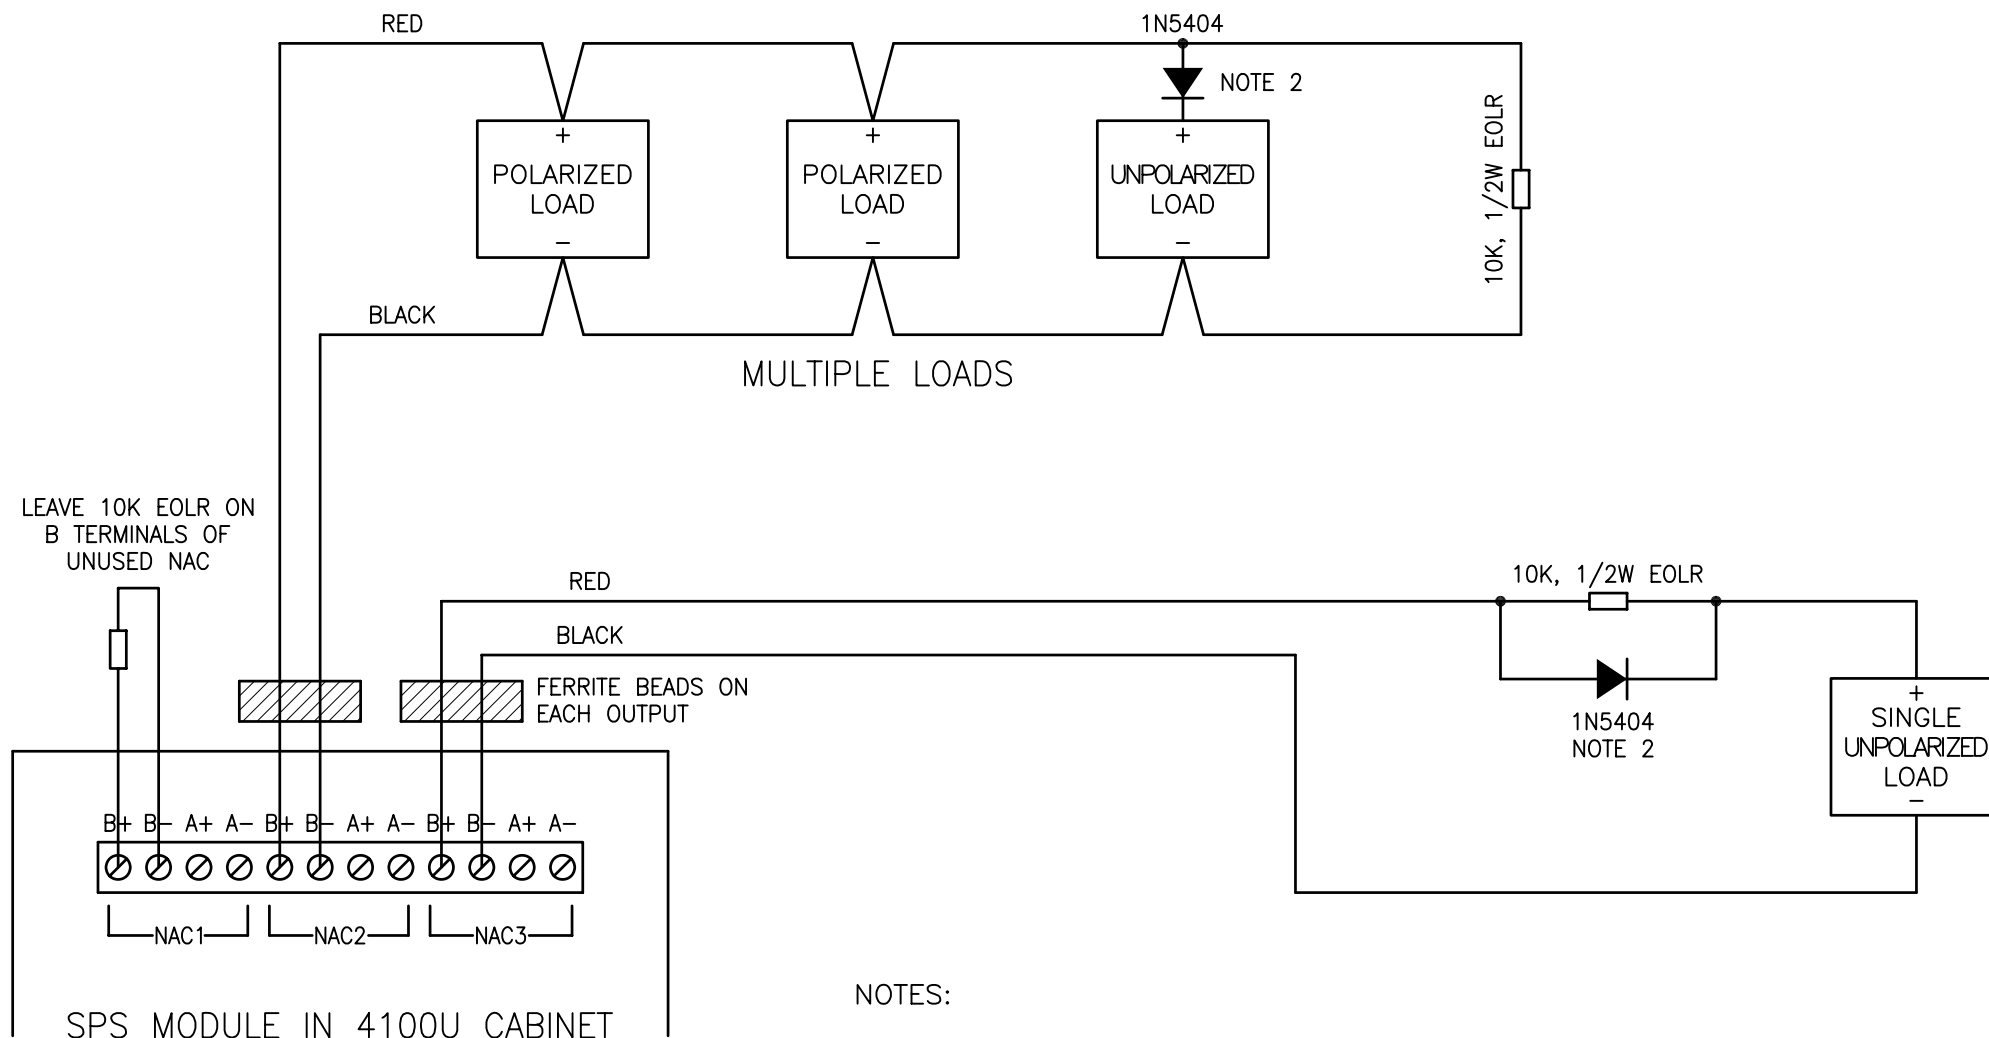 RED
1N5404
NOTE 2
+
+
+
POLARIZED
LOAD
POLARIZED
LOAD
UNPOLARIZED
LOAD
10K, 1/2W EOLR
−
−
−
BLACK
MULTIPLE LOADS
LEAVE 10K EOLR ON
B TERMINALS OF
UNUSED NAC
RED
10K, 1/2W EOLR
BLACK
FERRITE BEADS ON
EACH OUTPUT
1N5404
NOTE 2
+
SINGLE
UNPOLARIZED
LOAD
−
B+ B− A+ A− B+ B− A+ A− B+ B− A+ A−
NAC1 NAC2 NAC3
NOTES:
SPS MODULE IN 4100U CABINET